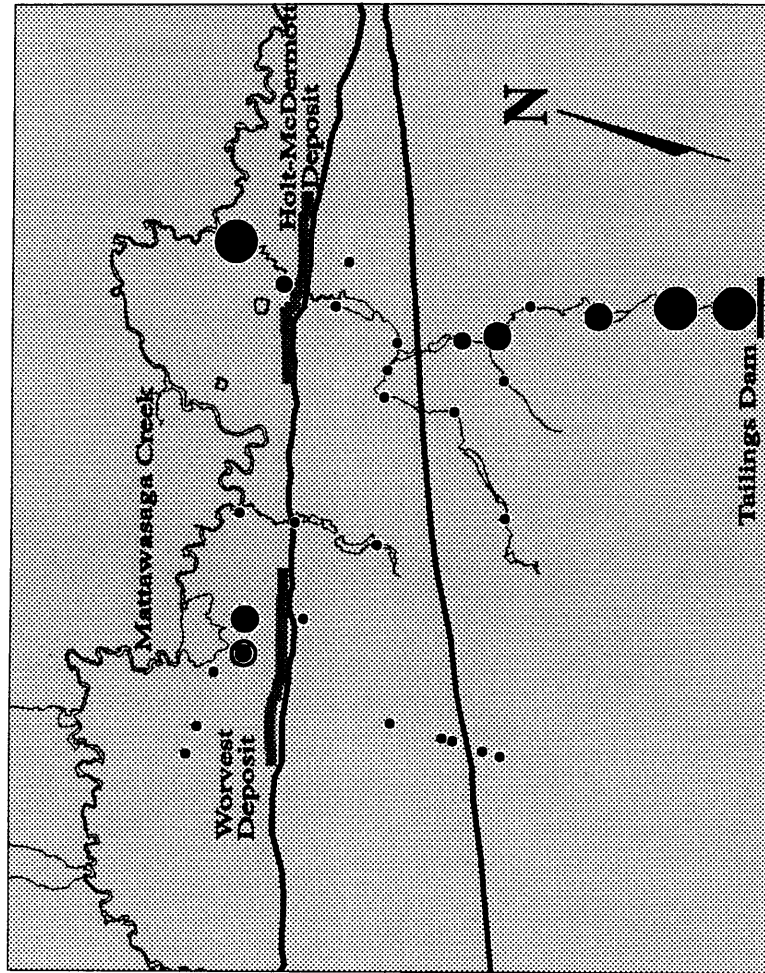 Holt-McDermott
Deposit
N
Mattawasaga Creek
Worvest
Deposit
Tailings Dam